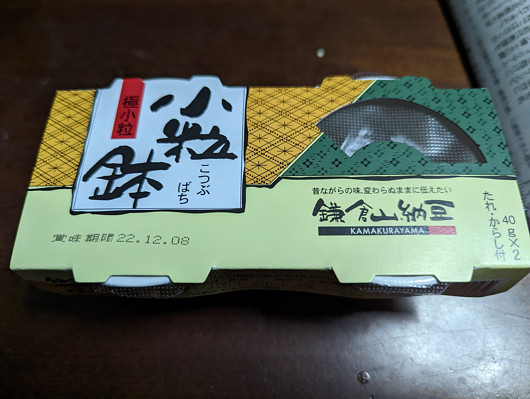 極小粒
小粒鉢
こつぶばち
賞味期限22.12.08
昔ながらの味、変わらぬままに伝えたい
鎌倉山納豆
KAMAKURAYAMA
たれ・からし付
40g×2